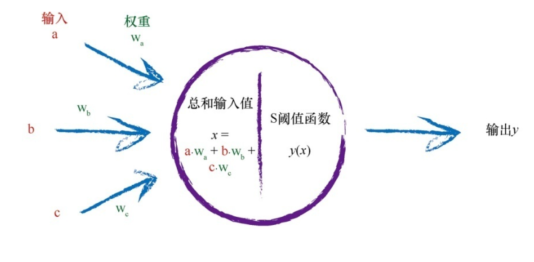 输入
a
权重
wa
wb
b
c
wc
总和输入值
x =
a·wa + b·wb +
c·wc
S阈值函数
y(x)
输出y